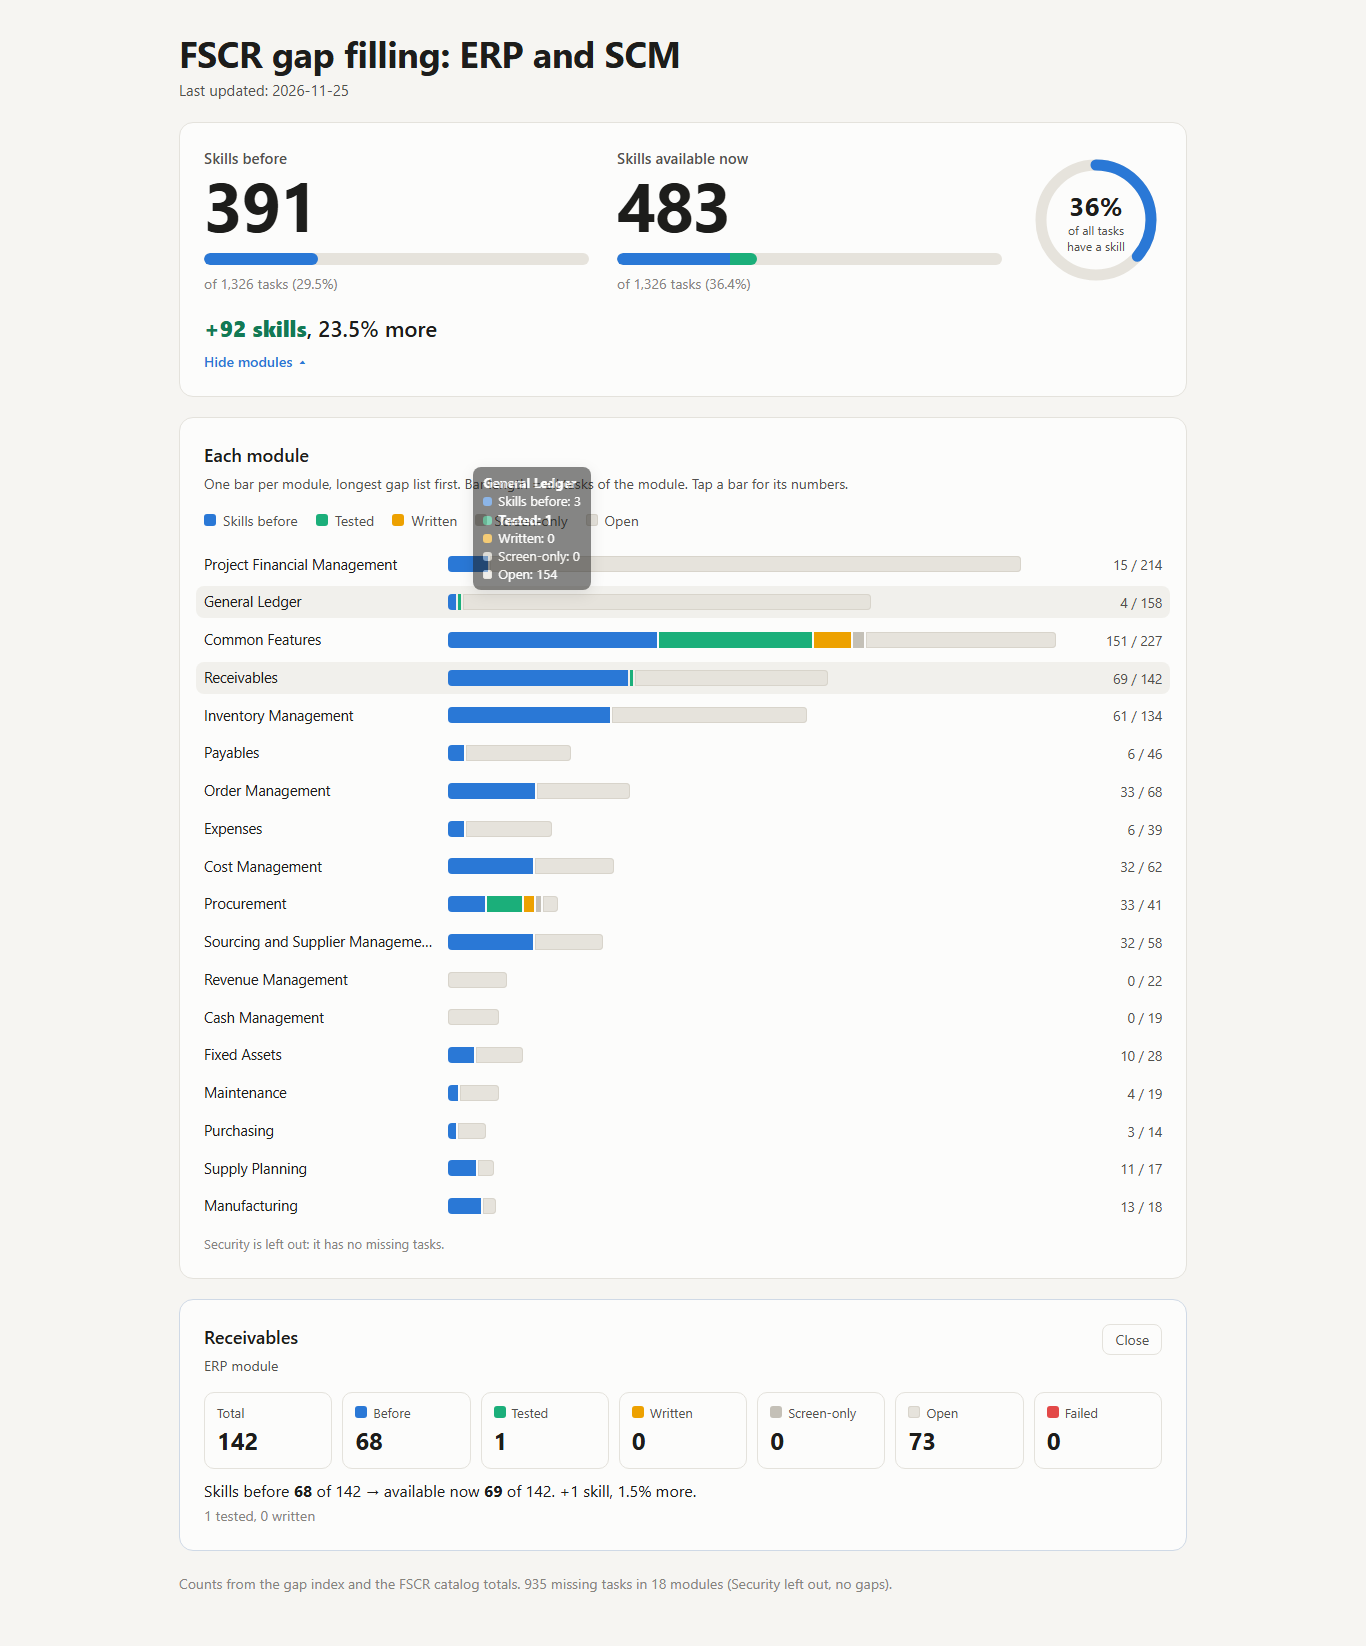 FSCR gap filling: ERP and SCM
Last updated: 2026-11-25
Skills before
391
of 1,326 tasks (29.5%)
Skills available now
483
of 1,326 tasks (36.4%)
36%
of all tasks
have a skill
+92 skills, 23.5% more
Hide modules
Each module
One bar per module, longest gap list first. Bar sks of the module. Tap a bar for its numbers.
Skills before
Tested
Written
Screen-only
Open
General Ledger
Skills before: 3
Tested: 1
Written: 0
Screen-only: 0
Open: 154
Project Financial Management 15 / 214
General Ledger 4 / 158
Common Features 151 / 227
Receivables 69 / 142
Inventory Management 61 / 134
Payables 6 / 46
Order Management 33 / 68
Expenses 6 / 39
Cost Management 32 / 62
Procurement 33 / 41
Sourcing and Supplier Manageme... 32 / 58
Revenue Management 0 / 22
Cash Management 0 / 19
Fixed Assets 10 / 28
Maintenance 4 / 19
Purchasing 3 / 14
Supply Planning 11 / 17
Manufacturing 13 / 18
Security is left out: it has no missing tasks.
Receivables
Close
ERP module
Total
142
Before
68
Tested
1
Written
0
Screen-only
0
Open
73
Failed
0
Skills before 68 of 142 → available now 69 of 142. +1 skill, 1.5% more.
1 tested, 0 written
Counts from the gap index and the FSCR catalog totals. 935 missing tasks in 18 modules (Security left out, no gaps).